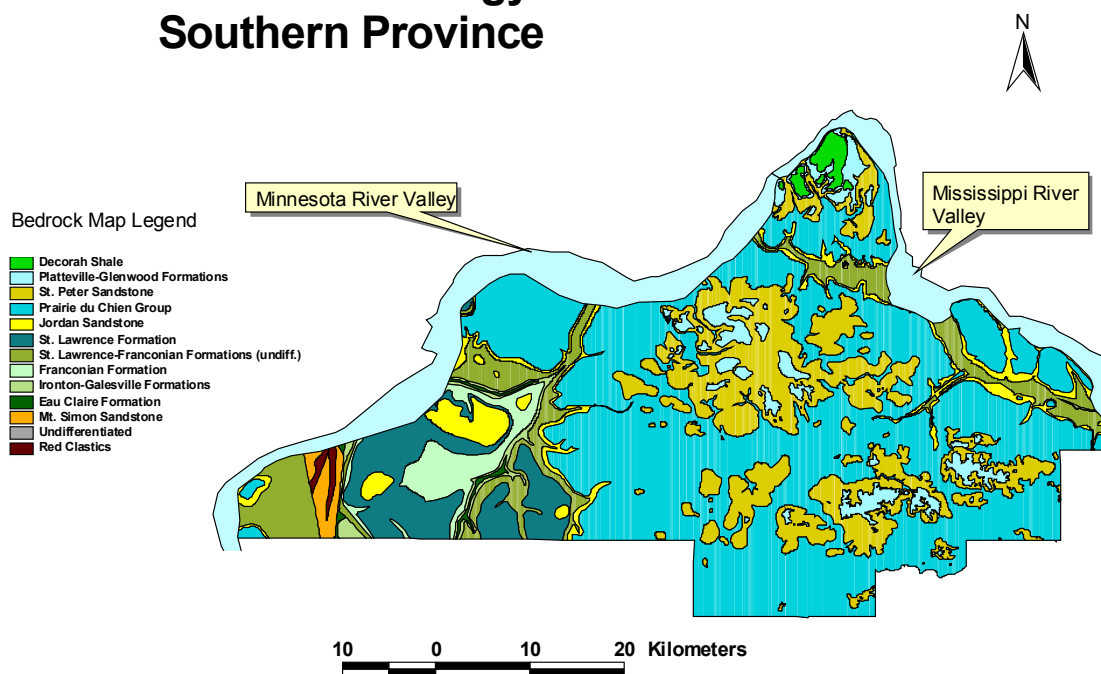 Southern Province
N
Minnesota River Valley
Mississippi River
Valley
Bedrock Map Legend
Decorah Shale
Platteville-Glenwood Formations
St. Peter Sandstone
Prairie du Chien Group
Jordan Sandstone
St. Lawrence Formation
St. Lawrence-Franconian Formations (undiff.)
Franconian Formation
Ironton-Galesville Formations
Eau Claire Formation
Mt. Simon Sandstone
Undifferentiated
Red Clastics
10 0 10 20 Kilometers